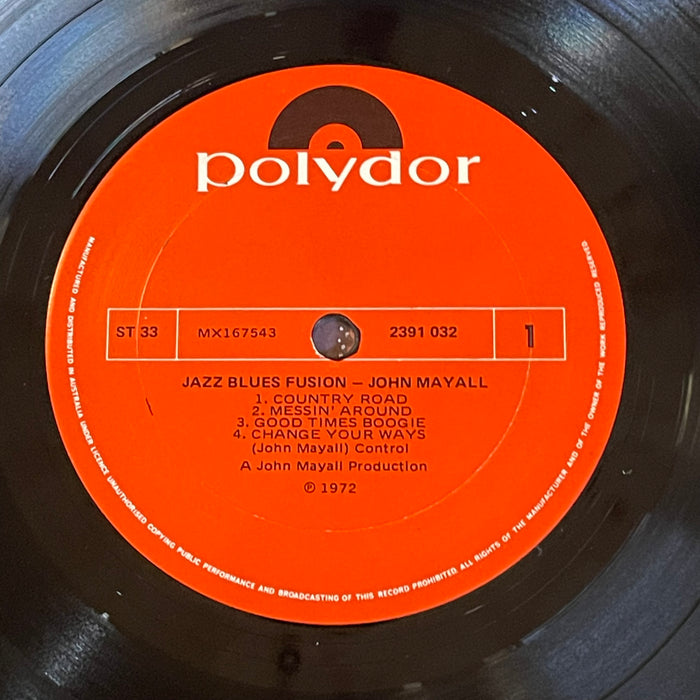 polydor
ST 33 MX167543 2391 032 1
JAZZ BLUES FUSION — JOHN MAYALL
1. COUNTRY ROAD
2. MESSIN' AROUND
3. GOOD TIMES BOOGIE
4. CHANGE YOUR WAYS
(John Mayall) Control
A John Mayall Production
℗ 1972
MANUFACTURED AND DISTRIBUTED IN AUSTRALIA UNDER LICENCE UNAUTHORISED COPYING PUBLIC PERFORMANCE AND BROADCASTING OF THIS RECORD PROHIBITED. ALL RIGHTS OF THE MANUFACTURER AND OF THE OWNER OF THE WORK REPRODUCED RESERVED